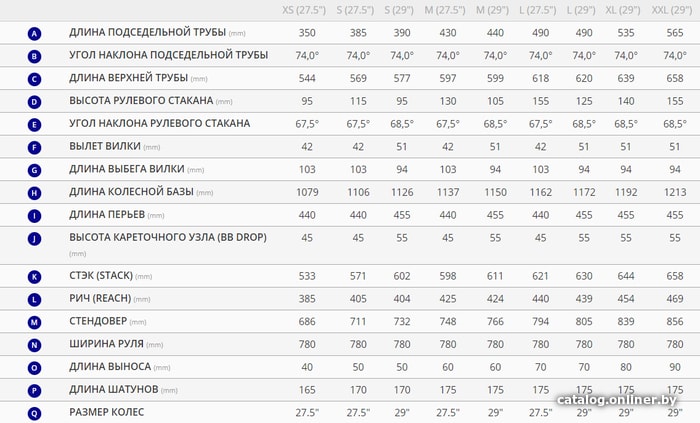 XS (27.5") S (27.5") S (29") M (27.5") M (29") L (27.5") L (29") XL (29") XXL (29")
A ДЛИНА ПОДСЕДЕЛЬНОЙ ТРУБЫ (mm) 350 385 390 430 440 490 490 535 565
B УГОЛ НАКЛОНА ПОДСЕДЕЛЬНОЙ ТРУБЫ 74,0° 74,0° 74,0° 74,0° 74,0° 74,0° 74,0° 74,0° 74,0°
C ДЛИНА ВЕРХНЕЙ ТРУБЫ (mm) 544 569 577 597 599 618 620 639 658
D ВЫСОТА РУЛЕВОГО СТАКАНА (mm) 95 115 95 130 105 155 125 140 155
E УГОЛ НАКЛОНА РУЛЕВОГО СТАКАНА 67,5° 67,5° 68,5° 67,5° 68,5° 67,5° 68,5° 68,5° 68,5°
F ВЫЛЕТ ВИЛКИ (mm) 42 42 51 42 51 42 51 51 51
G ДЛИНА ВЫБЕГА ВИЛКИ (mm) 103 103 94 103 94 103 94 94 94
H ДЛИНА КОЛЕСНОЙ БАЗЫ (mm) 1079 1106 1126 1137 1150 1162 1172 1192 1213
I ДЛИНА ПЕРЬЕВ (mm) 440 440 455 440 455 440 455 455 455
J ВЫСОТА КАРЕТОЧНОГО УЗЛА (BB DROP) 45 45 55 45 55 45 55 55 55
(mm)
K СТЭК (STACK) (mm) 533 571 602 598 611 621 630 644 658
L РИЧ (REACH) (mm) 385 405 404 425 424 440 439 454 469
M СТЕНДОВЕР (mm) 686 711 732 748 766 794 805 839 856
N ШИРИНА РУЛЯ (mm) 780 780 780 780 780 780 780 780 780
O ДЛИНА ВЫНОСА (mm) 40 50 50 60 60 70 70 80 90
P ДЛИНА ШАТУНОВ (mm) 165 170 170 175 175 175 175 175 175
catalog.onliner.by
Q РАЗМЕР КОЛЕС 27.5" 27.5" 29" 27.5" 29" 27.5" 29" 29" 29"